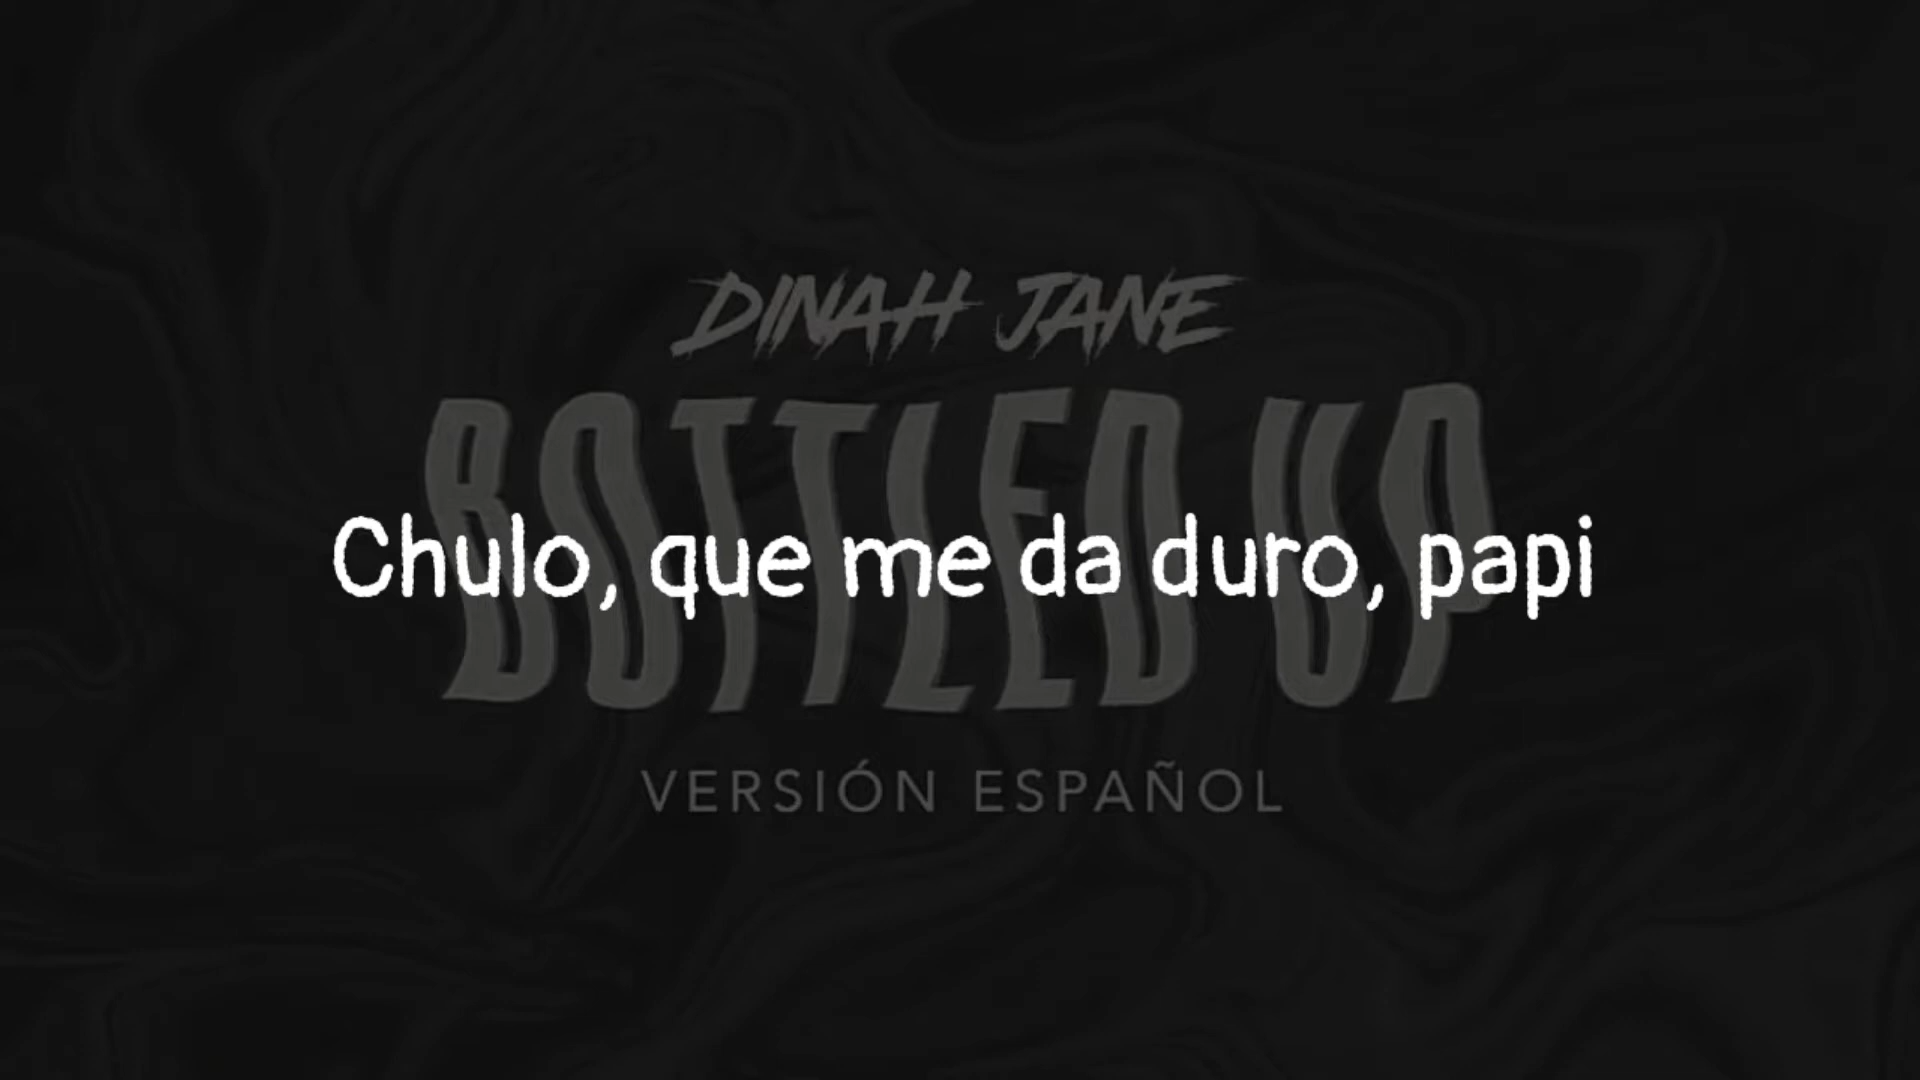 DINAH JANE
BOTTLED UP
Chulo, que me da duro, papi
VERSIÓN ESPAÑOL